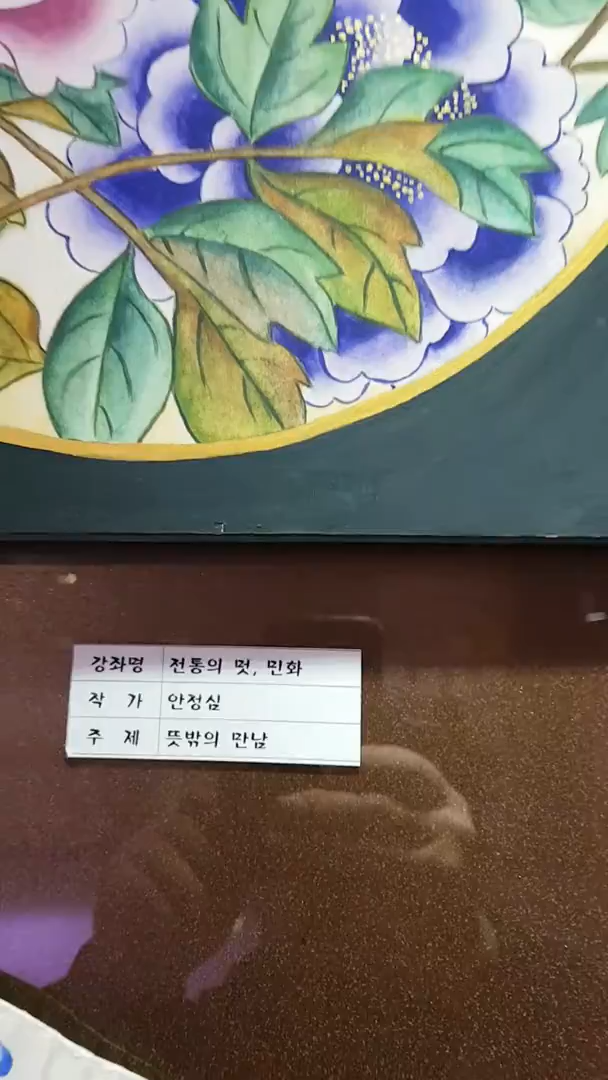 강좌명 전통의 멋, 민화
작 가 안정심
주 제 뜻밖의 만남